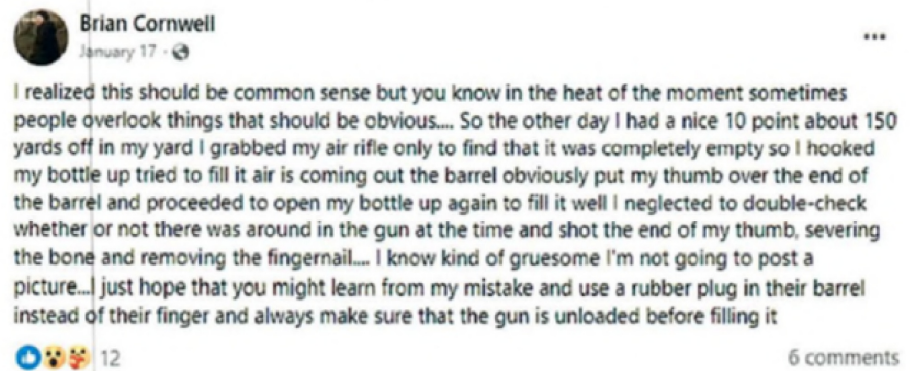 Brian Cornwell
January 17 ·
...
I realized this should be common sense but you know in the heat of the moment sometimes
people overlook things that should be obvious.... So the other day I had a nice 10 point about 150
yards off in my yard I grabbed my air rifle only to find that it was completely empty so I hooked
my bottle up tried to fill it air is coming out the barrel obviously put my thumb over the end of
the barrel and proceeded to open my bottle up again to fill it well I neglected to double-check
whether or not there was around in the gun at the time and shot the end of my thumb, severing
the bone and removing the fingernail.... I know kind of gruesome I'm not going to post a
picture...I just hope that you might learn from my mistake and use a rubber plug in their barrel
instead of their finger and always make sure that the gun is unloaded before filling it
12
6 comments